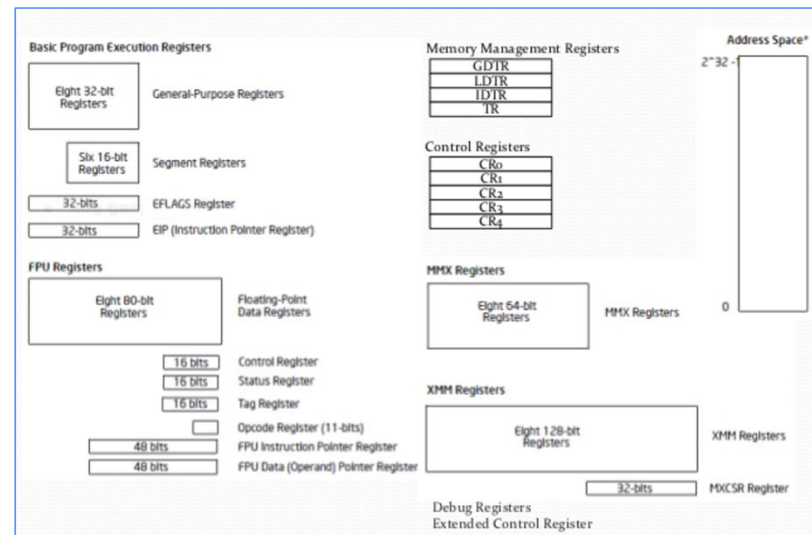 Basic Program Execution Registers
Eight 32-bit
Registers
General-Purpose Registers
Six 16-bit
Registers
Segment Registers
32-bits
EFLAGS Register
32-bits
EIP (Instruction Pointer Register)
FPU Registers
Eight 80-bit
Registers
Floating-Point
Data Registers
16 bits
Control Register
16 bits
Status Register
16 bits
Tag Register
Opcode Register (11-bits)
48 bits
FPU Instruction Pointer Register
48 bits
FPU Data (Operand) Pointer Register
Memory Management Registers
GDTR
LDTR
IDTR
TR
Control Registers
CR0
CR1
CR2
CR3
CR4
MMX Registers
Eight 64-bit
Registers
MMX Registers
XMM Registers
Eight 128-bit
Registers
XMM Registers
32-bits
MXCSR Register
Debug Registers
Extended Control Register
Address Space*
2^32 -1
0